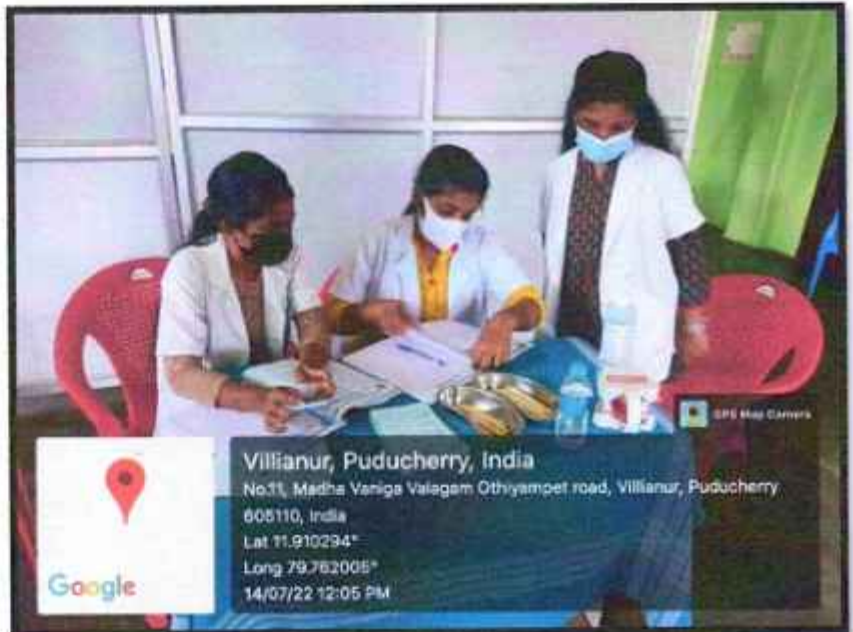 GPS Map Camera
Villianur, Puducherry, India
No.11, Madha Vaniga Valagam Othiyampet road, Villianur, Puducherry
605110, India
Lat 11.910294°
Long 79.762005°
14/07/22 12:05 PM
Google